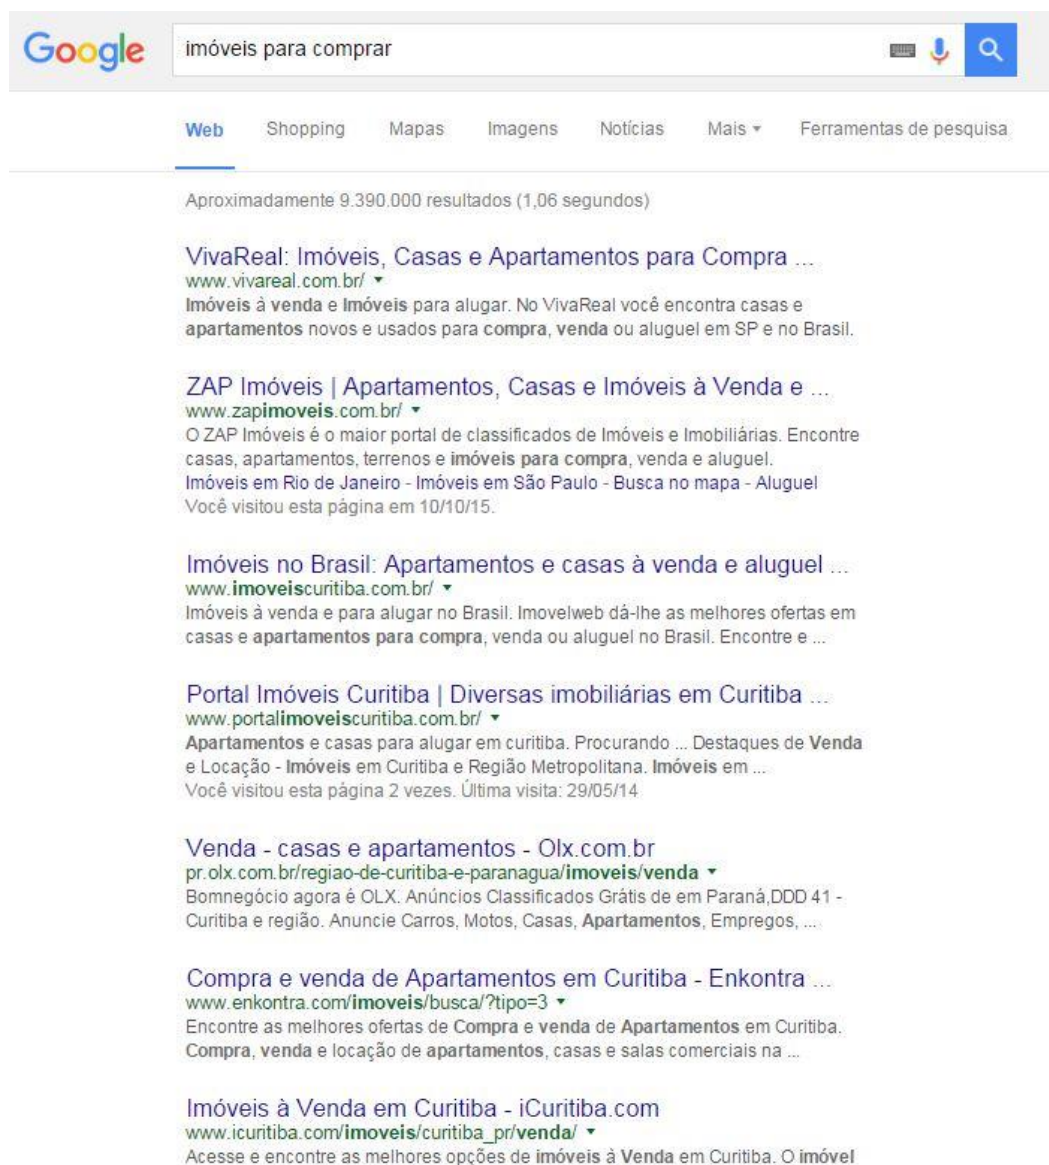 Google
imóveis para comprar
Web Shopping Mapas Imagens Notícias Mais Ferramentas de pesquisa
Aproximadamente 9.390.000 resultados (1,06 segundos)
VivaReal: Imóveis, Casas e Apartamentos para Compra ...
www.vivareal.com.br/
Imóveis à venda e Imóveis para alugar. No VivaReal você encontra casas e
apartamentos novos e usados para compra, venda ou aluguel em SP e no Brasil.
ZAP Imóveis | Apartamentos, Casas e Imóveis à Venda e ...
www.zapimoveis.com.br/
O ZAP Imóveis é o maior portal de classificados de Imóveis e Imobiliárias. Encontre
casas, apartamentos, terrenos e imóveis para compra, venda e aluguel.
Imóveis em Rio de Janeiro - Imóveis em São Paulo - Busca no mapa - Aluguel
Você visitou esta página em 10/10/15.
Imóveis no Brasil: Apartamentos e casas à venda e aluguel ...
www.imoveiscuritiba.com.br/
Imóveis à venda e para alugar no Brasil. Imovelweb dá-lhe as melhores ofertas em
casas e apartamentos para compra, venda ou aluguel no Brasil. Encontre e ...
Portal Imóveis Curitiba | Diversas imobiliárias em Curitiba ...
www.portalimoveiscuritiba.com.br/
Apartamentos e casas para alugar em curitiba. Procurando ... Destaques de Venda
e Locação - Imóveis em Curitiba e Região Metropolitana. Imóveis em ...
Você visitou esta página 2 vezes. Última visita: 29/05/14
Venda - casas e apartamentos - Olx.com.br
pr.olx.com.br/regiao-de-curitiba-e-paranagua/imoveis/venda
Bomnegócio agora é OLX. Anúncios Classificados Grátis de em Paraná,DDD 41 -
Curitiba e região. Anuncie Carros, Motos, Casas, Apartamentos, Empregos, ...
Compra e venda de Apartamentos em Curitiba - Enkontra ...
www.enkontra.com/imoveis/busca/?tipo=3
Encontre as melhores ofertas de Compra e venda de Apartamentos em Curitiba.
Compra, venda e locação de apartamentos, casas e salas comerciais na ...
Imóveis à Venda em Curitiba - iCuritiba.com
www.icuritiba.com/imoveis/curitiba_pr/venda/
Acesse e encontre as melhores opções de imóveis à Venda em Curitiba. O imóvel